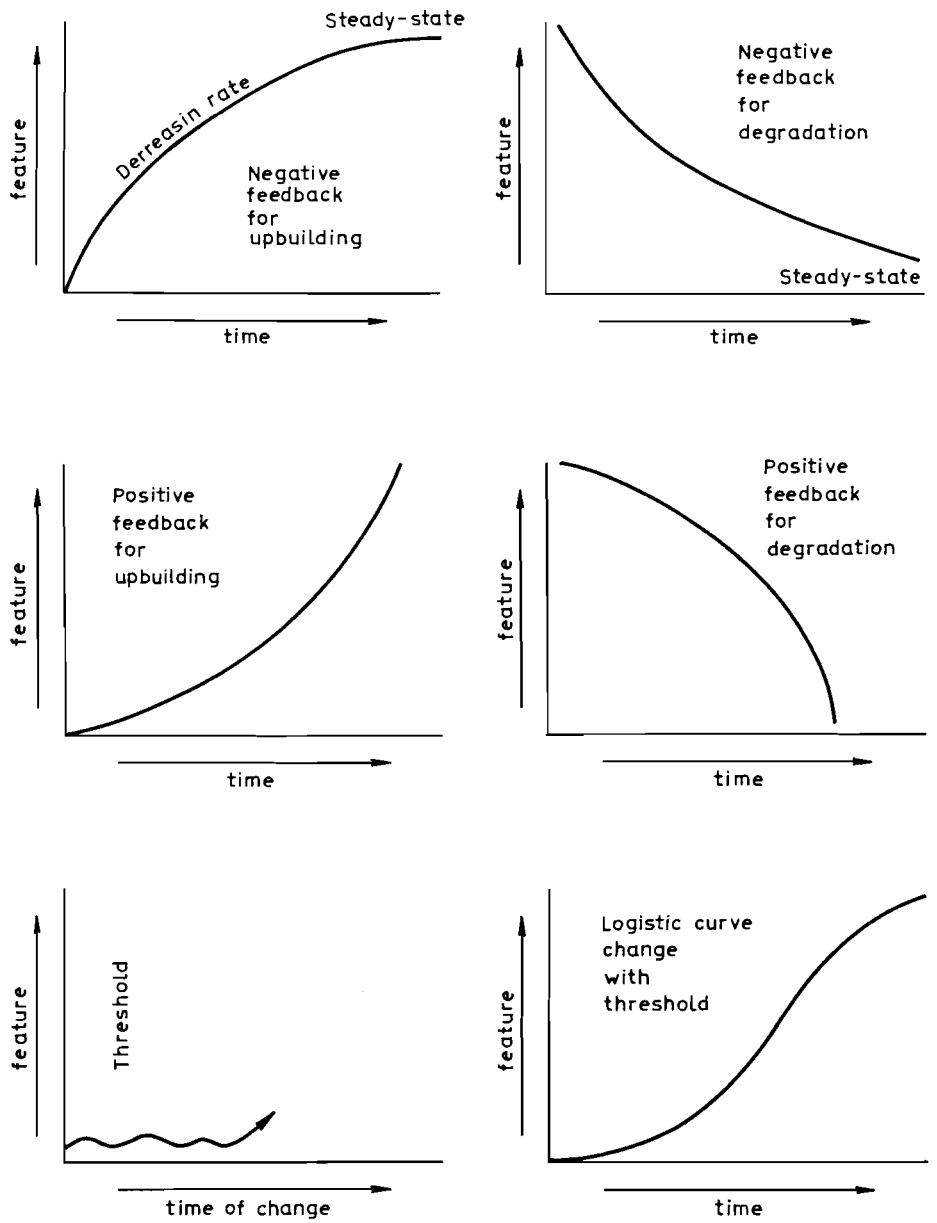 Steady-state
Derreasin rate
feature
Negative
feedback
for
upbuilding
time
Negative
feedback
for
degradation
feature
Steady-state
time
Positive
feedback
for
upbuilding
feature
time
Positive
feedback
for
degradation
feature
time
Threshold
feature
time of change
Logistic curve
change
with
threshold
feature
time